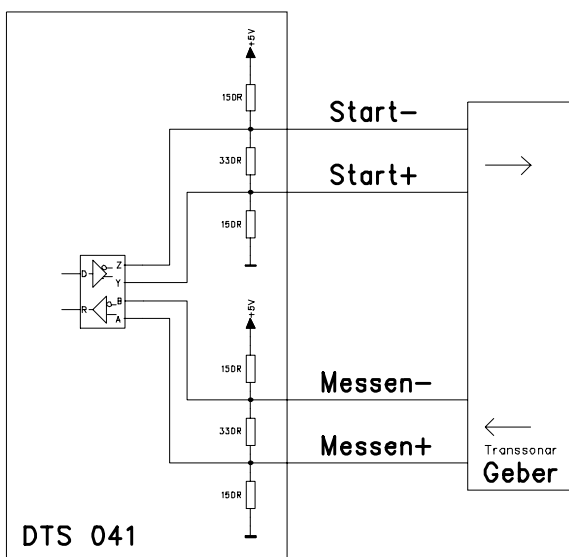 +5V
150R
Start-
330R
Start+
150R
D Z
Y
R B
A
+5V
150R
Messen-
330R
Messen+
150R
Transsonar
Geber
DTS 041